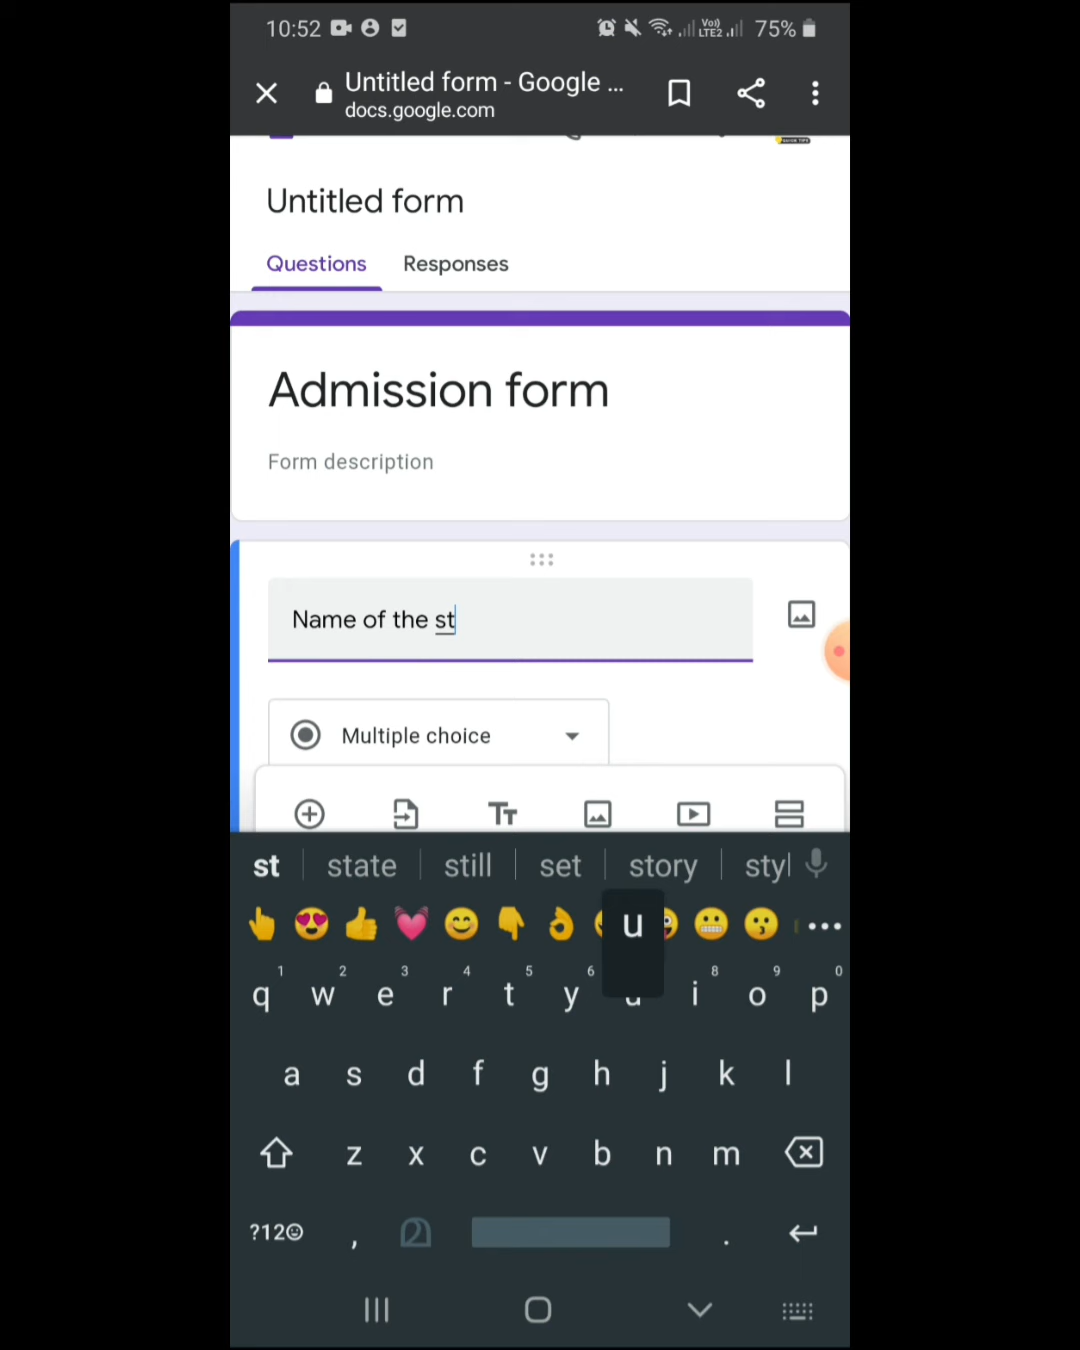 10:52 Vo)) LTE2 75%
Untitled form - Google ...
docs.google.com
Untitled form
Questions Responses
Admission form
Form description
Name of the st
Multiple choice
st state still set story styl
u
1 2 3 4 5 6 8 9 0
q w e r t y u i o p
a s d f g h j k l
z x c v b n m
?12 , മ .